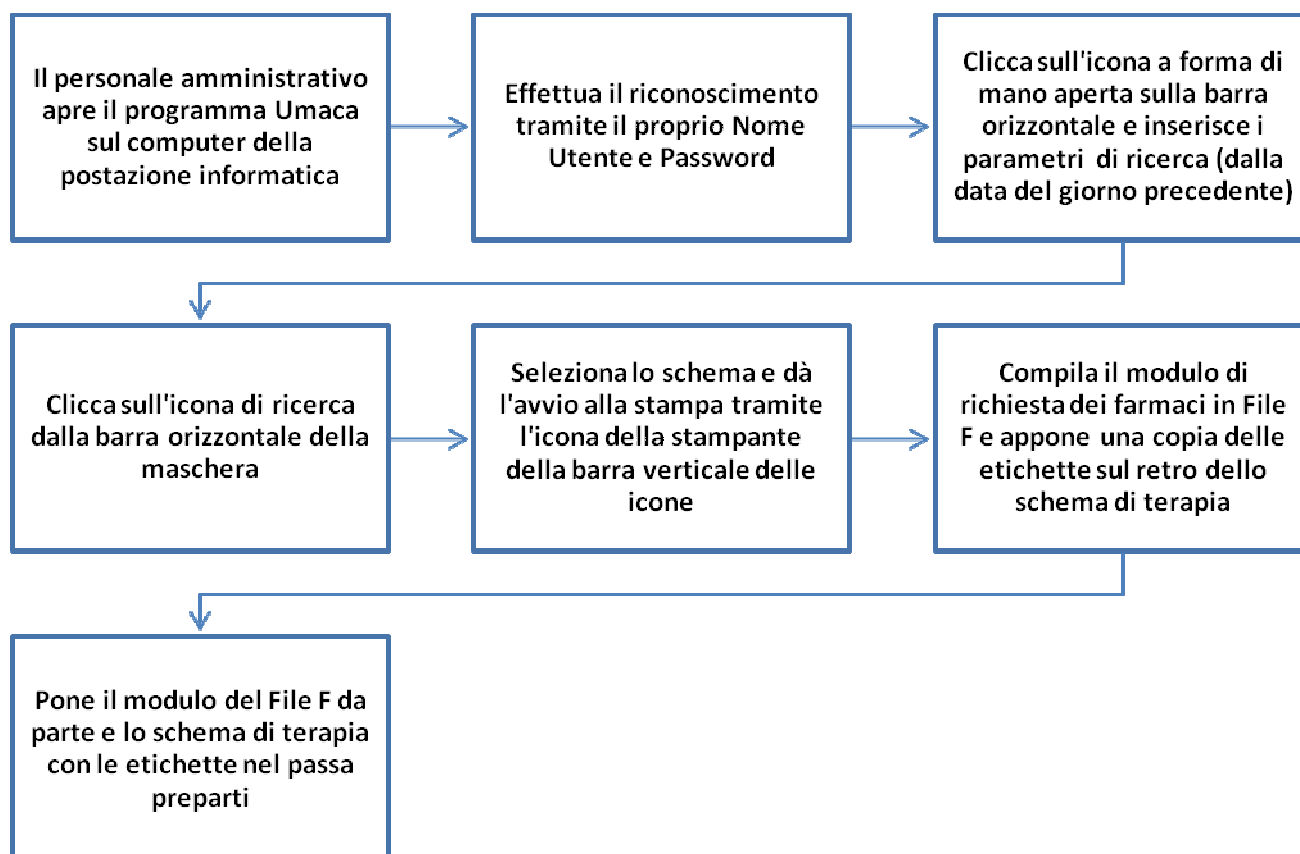 Il personale amministrativo
apre il programma Umaca
sul computer della
postazione informatica
Effettua il riconoscimento
tramite il proprio Nome
Utente e Password
Clicca sull'icona a forma di
mano aperta sulla barra
orizzontale e inserisce i
parametri di ricerca (dalla
data del giorno precedente)
Clicca sull'icona di ricerca
dalla barra orizzontale della
maschera
Seleziona lo schema e dà
l'avvio alla stampa tramite
l'icona della stampante
della barra verticale delle
icone
Compila il modulo di
richiesta dei farmaci in File
F e appone una copia delle
etichette sul retro dello
schema di terapia
Pone il modulo del File F da
parte e lo schema di terapia
con le etichette nel passa
preparti